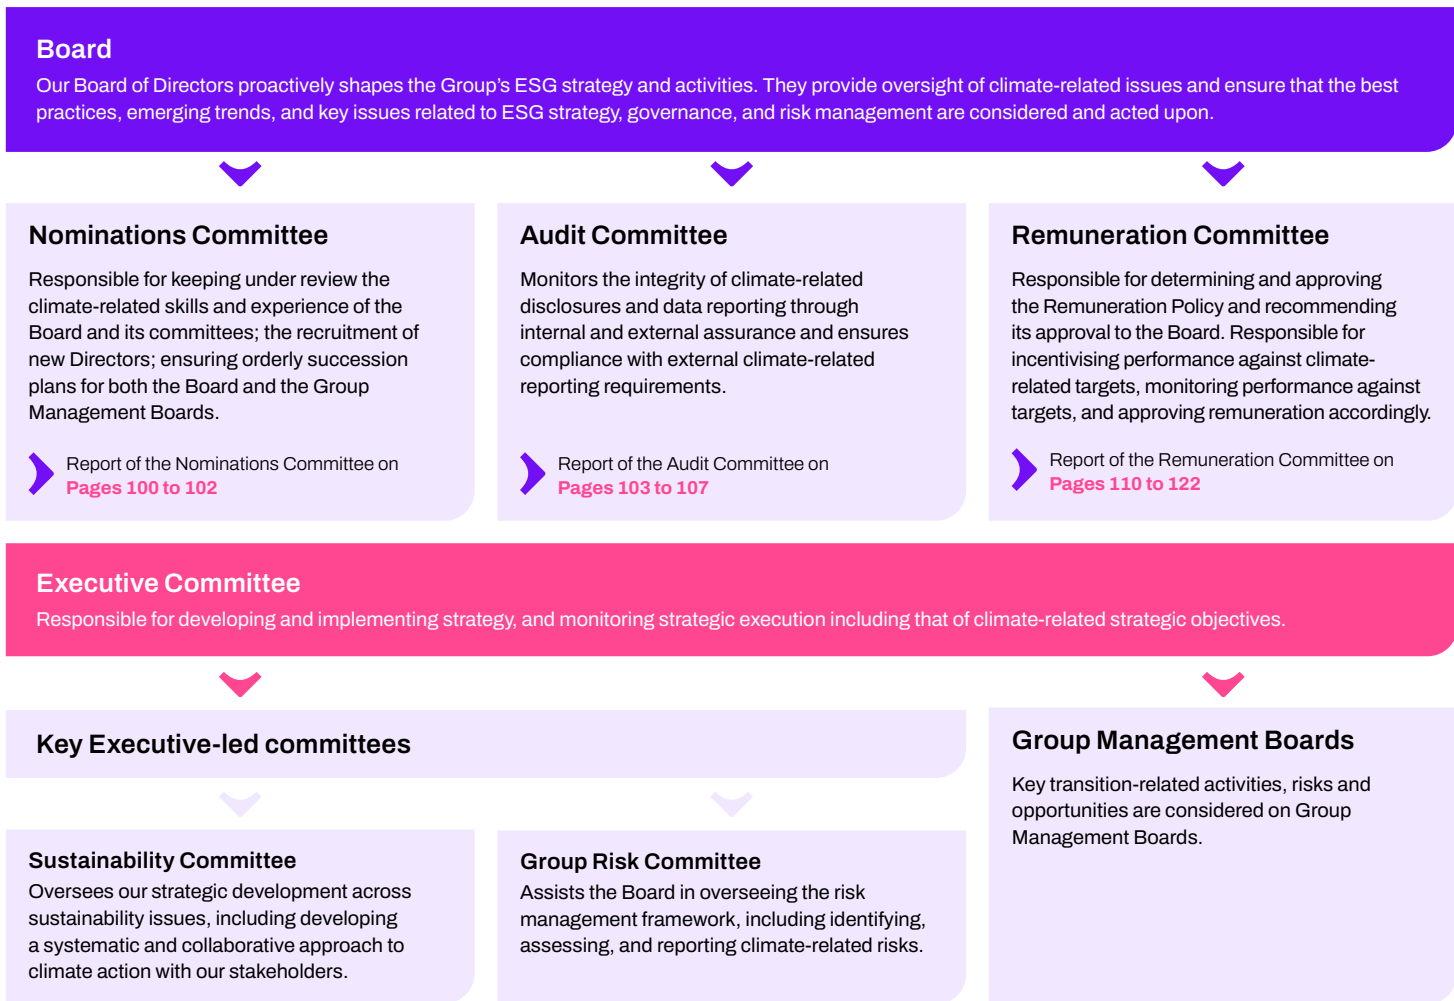 Board
Our Board of Directors proactively shapes the Group’s ESG strategy and activities. They provide oversight of climate-related issues and ensure that the best
practices, emerging trends, and key issues related to ESG strategy, governance, and risk management are considered and acted upon.
Nominations Committee
Responsible for keeping under review the
climate-related skills and experience of the
Board and its committees; the recruitment of
new Directors; ensuring orderly succession
plans for both the Board and the Group
Management Boards.
Report of the Nominations Committee on
Pages 100 to 102
Audit Committee
Monitors the integrity of climate-related
disclosures and data reporting through
internal and external assurance and ensures
compliance with external climate-related
reporting requirements.
Report of the Audit Committee on
Pages 103 to 107
Remuneration Committee
Responsible for determining and approving
the Remuneration Policy and recommending
its approval to the Board. Responsible for
incentivising performance against climate-
related targets, monitoring performance against
targets, and approving remuneration accordingly.
Report of the Remuneration Committee on
Pages 110 to 122
Executive Committee
Responsible for developing and implementing strategy, and monitoring strategic execution including that of climate-related strategic objectives.
Key Executive-led committees
Sustainability Committee
Oversees our strategic development across
sustainability issues, including developing
a systematic and collaborative approach to
climate action with our stakeholders.
Group Risk Committee
Assists the Board in overseeing the risk
management framework, including identifying,
assessing, and reporting climate-related risks.
Group Management Boards
Key transition-related activities, risks and
opportunities are considered on Group
Management Boards.